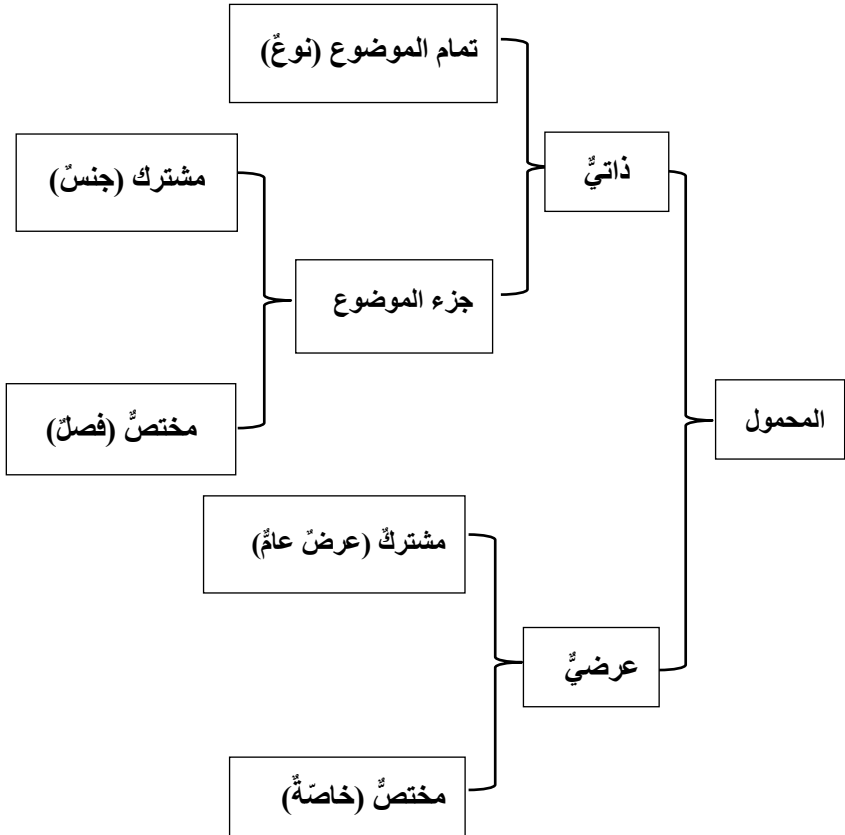 تمام الموضوع (نوعٌ)
ذاتيٌّ
مشترك (جنسٌ)
جزء الموضوع
مختصٌّ (فصلٌ)
المحمول
مشتركٌ (عرضٌ عامٌّ)
عرضيٌّ
مختصٌّ (خاصّةٌ)